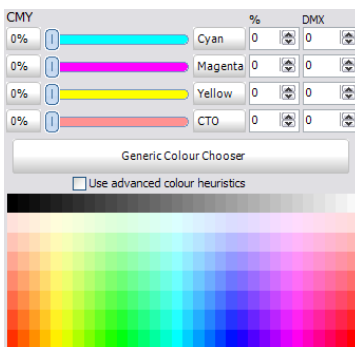 CMY % DMX
0% Cyan 0 0
0% Magenta 0 0
0% Yellow 0 0
0% CTO 0 0
Generic Colour Chooser
Use advanced colour heuristics